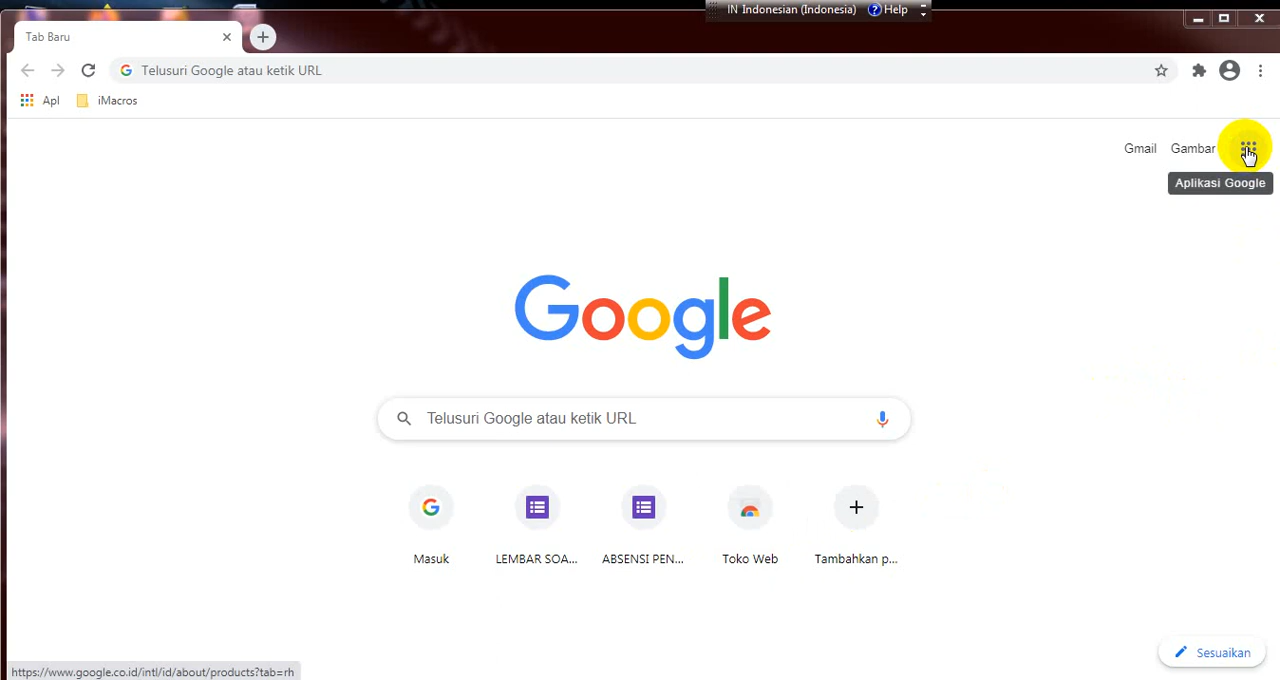 IN Indonesian (Indonesia) ? Help
Tab Baru
Telusuri Google atau ketik URL
Apl iMacros
Gmail Gambar
Aplikasi Google
Google
Telusuri Google atau ketik URL
Masuk LEMBAR SOA... ABSENSI PEN... Toko Web Tambahkan p...
Sesuaikan
https://www.google.co.id/intl/id/about/products?tab=rh